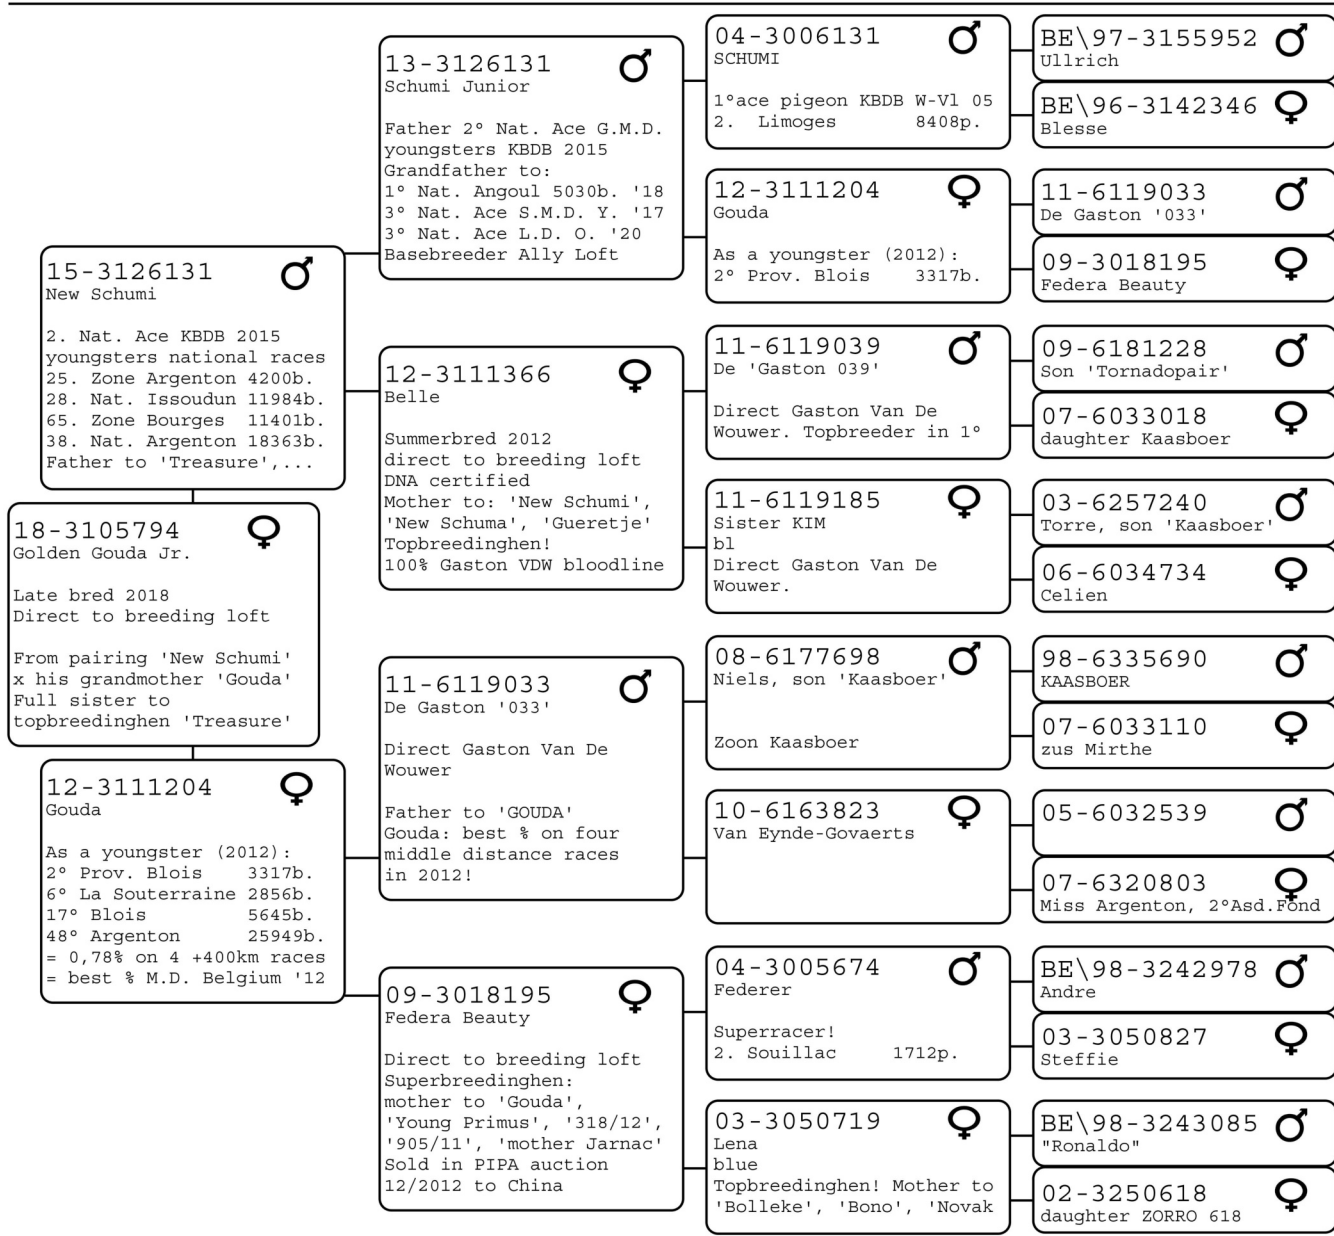 18-3105794
Golden Gouda Jr.
Late bred 2018
Direct to breeding loft
From pairing 'New Schumi'
x his grandmother 'Gouda'
Full sister to
topbreedinghen 'Treasure'
15-3126131
New Schumi
2. Nat. Ace KBDB 2015
youngsters national races
25. Zone Argenton 4200b.
28. Nat. Issoudun 11984b.
65. Zone Bourges 11401b.
38. Nat. Argenton 18363b.
Father to 'Treasure',...
12-3111204
Gouda
As a youngster (2012):
2° Prov. Blois 3317b.
6° La Souterraine 2856b.
17° Blois 5645b.
48° Argenton 25949b.
= 0,78% on 4 +400km races
= best % M.D. Belgium '12
13-3126131
Schumi Junior
Father 2° Nat. Ace G.M.D.
youngsters KBDB 2015
Grandfather to:
1° Nat. Angoul 5030b. '18
3° Nat. Ace S.M.D. Y. '17
3° Nat. Ace L.D. O. '20
Basebreeder Ally Loft
12-3111366
Belle
Summerbred 2012
direct to breeding loft
DNA certified
Mother to: 'New Schumi',
'New Schuma', 'Gueretje'
Topbreedinghen!
100% Gaston VDW bloodline
11-6119033
De Gaston '033'
Direct Gaston Van De
Wouwer
Father to 'GOUDA'
Gouda: best % on four
middle distance races
in 2012!
09-3018195
Federa Beauty
Direct to breeding loft
Superbreedinghen:
mother to 'Gouda',
'Young Primus', '318/12',
'905/11', 'mother Jarnac'
Sold in PIPA auction
12/2012 to China
04-3006131
SCHUMI
1°ace pigeon KBDB W-Vl 05
2. Limoges 8408p.
12-3111204
Gouda
As a youngster (2012):
2° Prov. Blois 3317b.
11-6119039
De 'Gaston 039'
Direct Gaston Van De
Wouwer. Topbreeder in 1°
11-6119185
Sister KIM
bl
Direct Gaston Van De
Wouwer.
08-6177698
Niels, son 'Kaasboer'
Zoon Kaasboer
10-6163823
Van Eynde-Govaerts
04-3005674
Federer
Superracer!
2. Souillac 1712p.
03-3050719
Lena
blue
Topbreedinghen! Mother to
'Bolleke', 'Bono', 'Novak
BE\97-3155952
Ullrich
BE\96-3142346
Blesse
11-6119033
De Gaston '033'
09-3018195
Federa Beauty
09-6181228
Son 'Tornadopair'
07-6033018
daughter Kaasboer
03-6257240
Torre, son 'Kaasboer'
06-6034734
Celien
98-6335690
KAASBOER
07-6033110
zus Mirthe
05-6032539
07-6320803
Miss Argenton, 2°Asd.Fond
BE\98-3242978
Andre
03-3050827
Steffie
BE\98-3243085
"Ronaldo"
02-3250618
daughter ZORRO 618